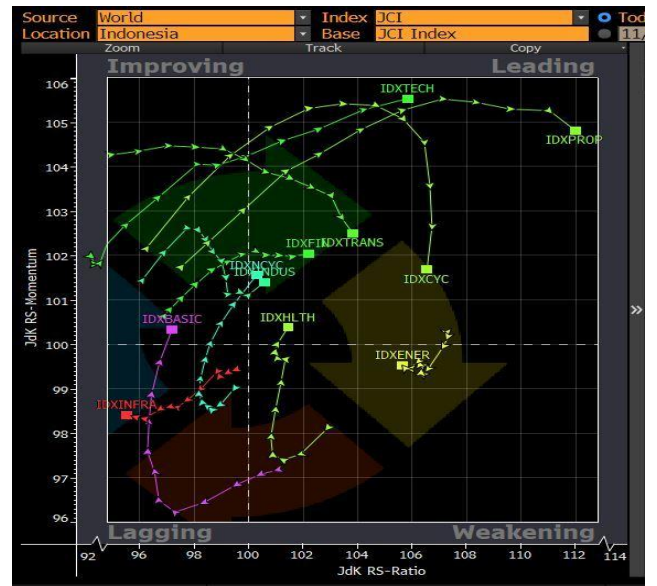 Source World Index JCI Tod
Location Indonesia Base JCI Index 11/
Zoom Track Copy
Improving Leading
106
105
104
103
102
101
100
99
98
97
96
JdK RS-Momentum
IDXTECH
IDXPROP
IDXFIN
IDXTRANS
IDXNCYC
IDXCYC
IDXBASIC
IDXHLTH
IDXENER
IDXINFRA
»
Lagging Weakening
92 96 98 100 102 104 106 108 110 112 114
JdK RS-Ratio